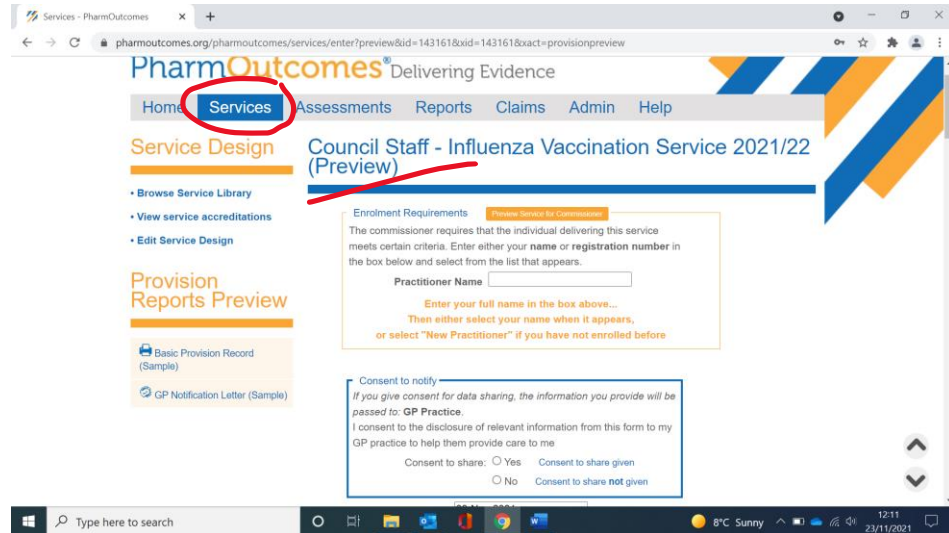 Services - PharmOutcomes
pharmoutcomes.org/pharmoutcomes/services/enter?preview&id=143161&xid=143161&xact=provisionpreview
PharmOutcomes® Delivering Evidence
Home Services Assessments Reports Claims Admin Help
Service Design
• Browse Service Library
• View service accreditations
• Edit Service Design
Provision
Reports Preview
Basic Provision Record
(Sample)
GP Notification Letter (Sample)
Council Staff - Influenza Vaccination Service 2021/22
(Preview)
Enrolment Requirements Preview Service for Commissioner
The commissioner requires that the individual delivering this service
meets certain criteria. Enter either your name or registration number in
the box below and select from the list that appears.
Practitioner Name
Enter your full name in the box above...
Then either select your name when it appears,
or select "New Practitioner" if you have not enrolled before
Consent to notify
If you give consent for data sharing, the information you provide will be
passed to: GP Practice.
I consent to the disclosure of relevant information from this form to my
GP practice to help them provide care to me
Consent to share: Yes Consent to share given
No Consent to share not given
Type here to search
8°C Sunny
12:11
23/11/2021